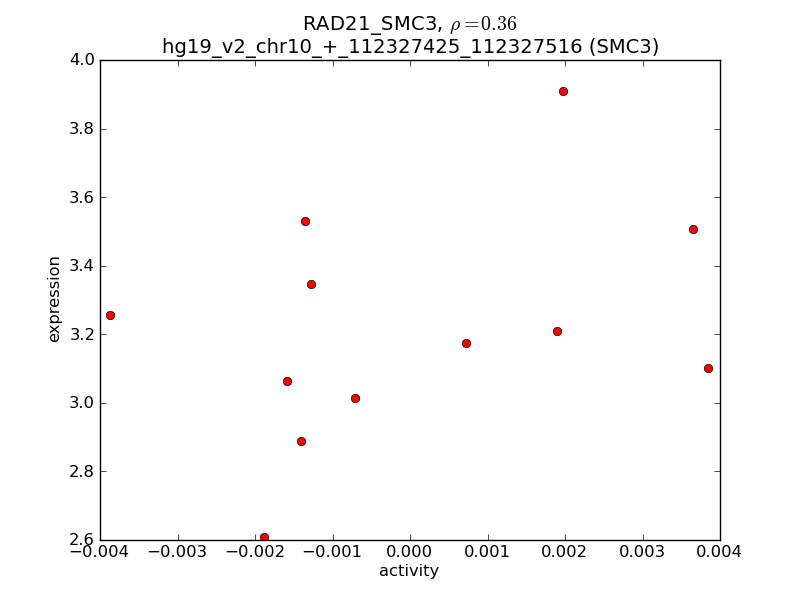 RAD21_SMC3, ρ = 0.36
hg19_v2_chr10_+_112327425_112327516 (SMC3)
4.0
3.8
3.6
3.4
3.2
3.0
2.8
2.6
expression
−0.004 −0.003 −0.002 −0.001 0.000 0.001 0.002 0.003 0.004
activity